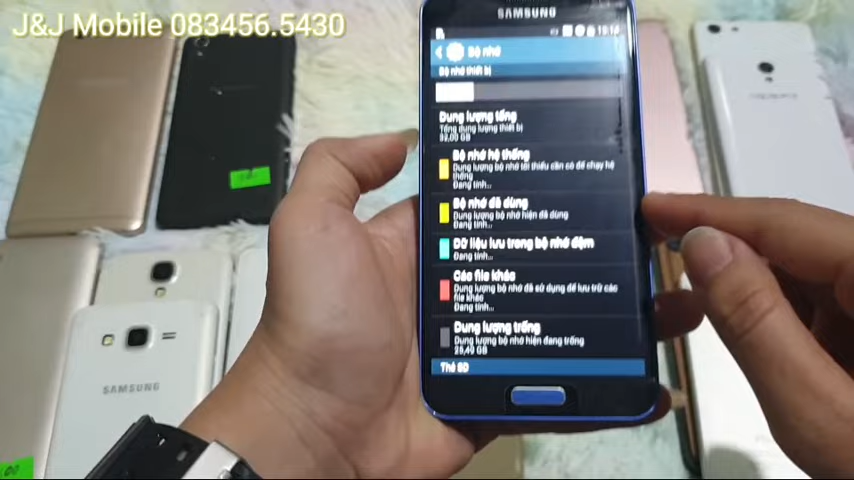 J&J Mobile 083456.5430
SAMSUNG
19:16
Bộ nhớ
Bộ nhớ thiết bị
Dung lượng tổng
Tổng dung lượng thiết bị
32,00 GB
Bộ nhớ hệ thống
Dung lượng bộ nhớ tối thiểu cần có để chạy hệ
thống
Đang tính...
Bộ nhớ đã dùng
Dung lượng bộ nhớ hiện đã dùng
Đang tính...
Dữ liệu lưu trong bộ nhớ đệm
Đang tính...
Các file khác
Dung lượng bộ nhớ đã sử dụng để lưu trữ các
file khác
Đang tính...
Dung lượng trống
Dung lượng bộ nhớ hiện đang trống
25,49 GB
Thẻ SD
SAMSUNG